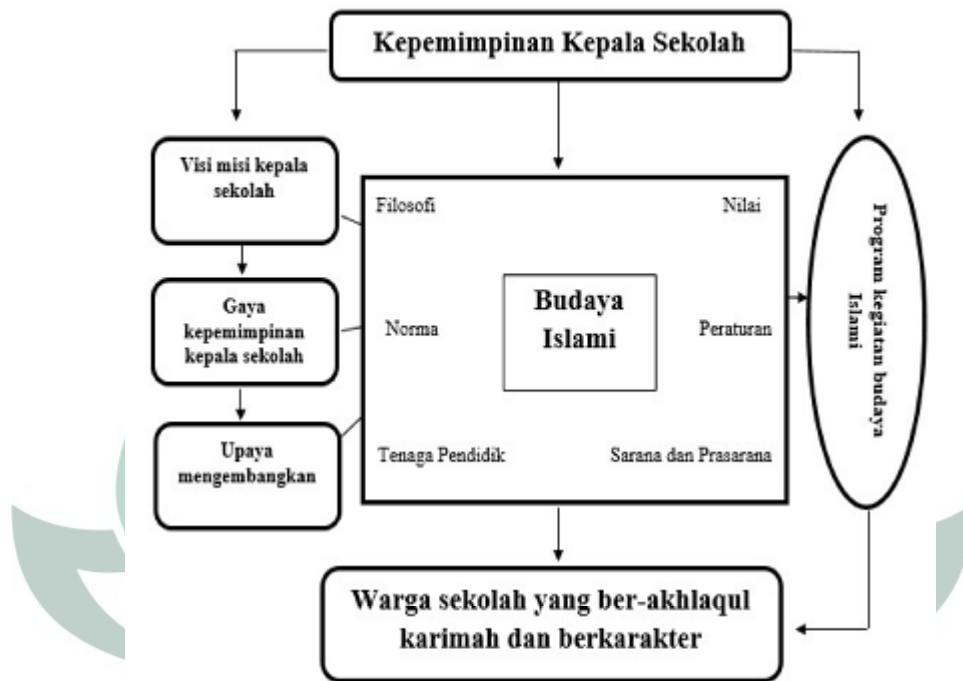 Kepemimpinan Kepala Sekolah
Visi misi kepala
sekolah
Gaya
kepemimpinan
kepala sekolah
Upaya
mengembangkan
Filosofi
Nilai
Budaya
Islami
Norma
Peraturan
Tenaga Pendidik
Sarana dan Prasarana
Program kegiatan budaya
Islami
Warga sekolah yang ber-akhlaqul
karimah dan berkarakter